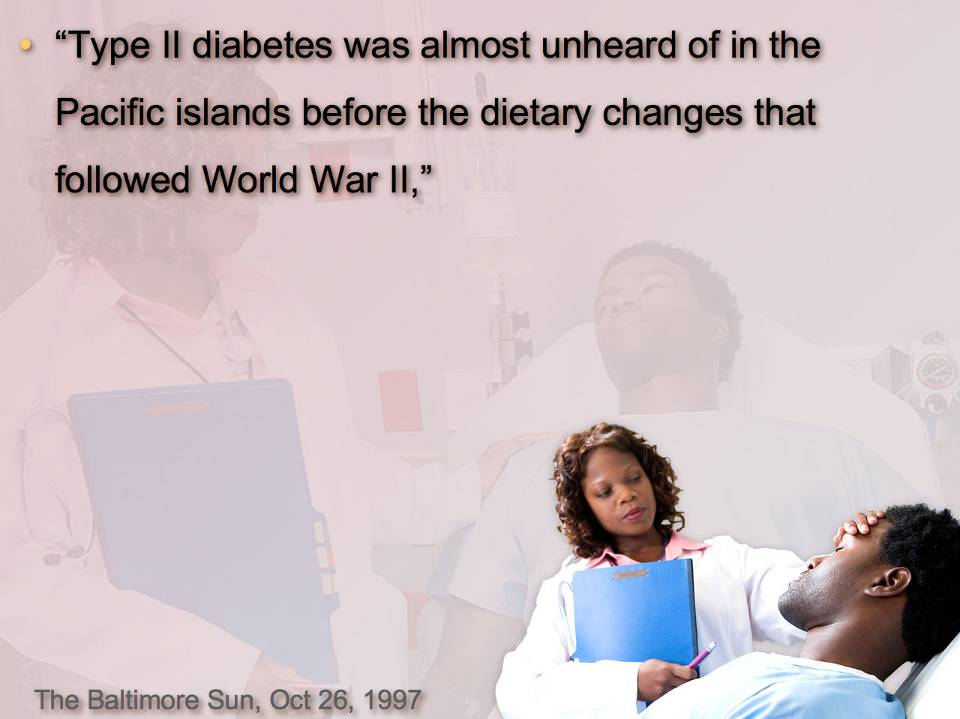 • “Type II diabetes was almost unheard of in the
Pacific islands before the dietary changes that
followed World War II,”
The Baltimore Sun, Oct 26, 1997